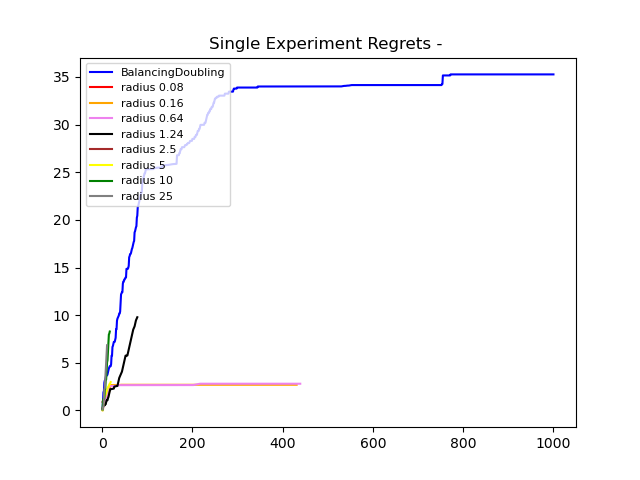 Single Experiment Regrets -
BalancingDoubling
radius 0.08
radius 0.16
radius 0.64
radius 1.24
radius 2.5
radius 5
radius 10
radius 25
35
30
25
20
15
10
5
0
0 200 400 600 800 1000